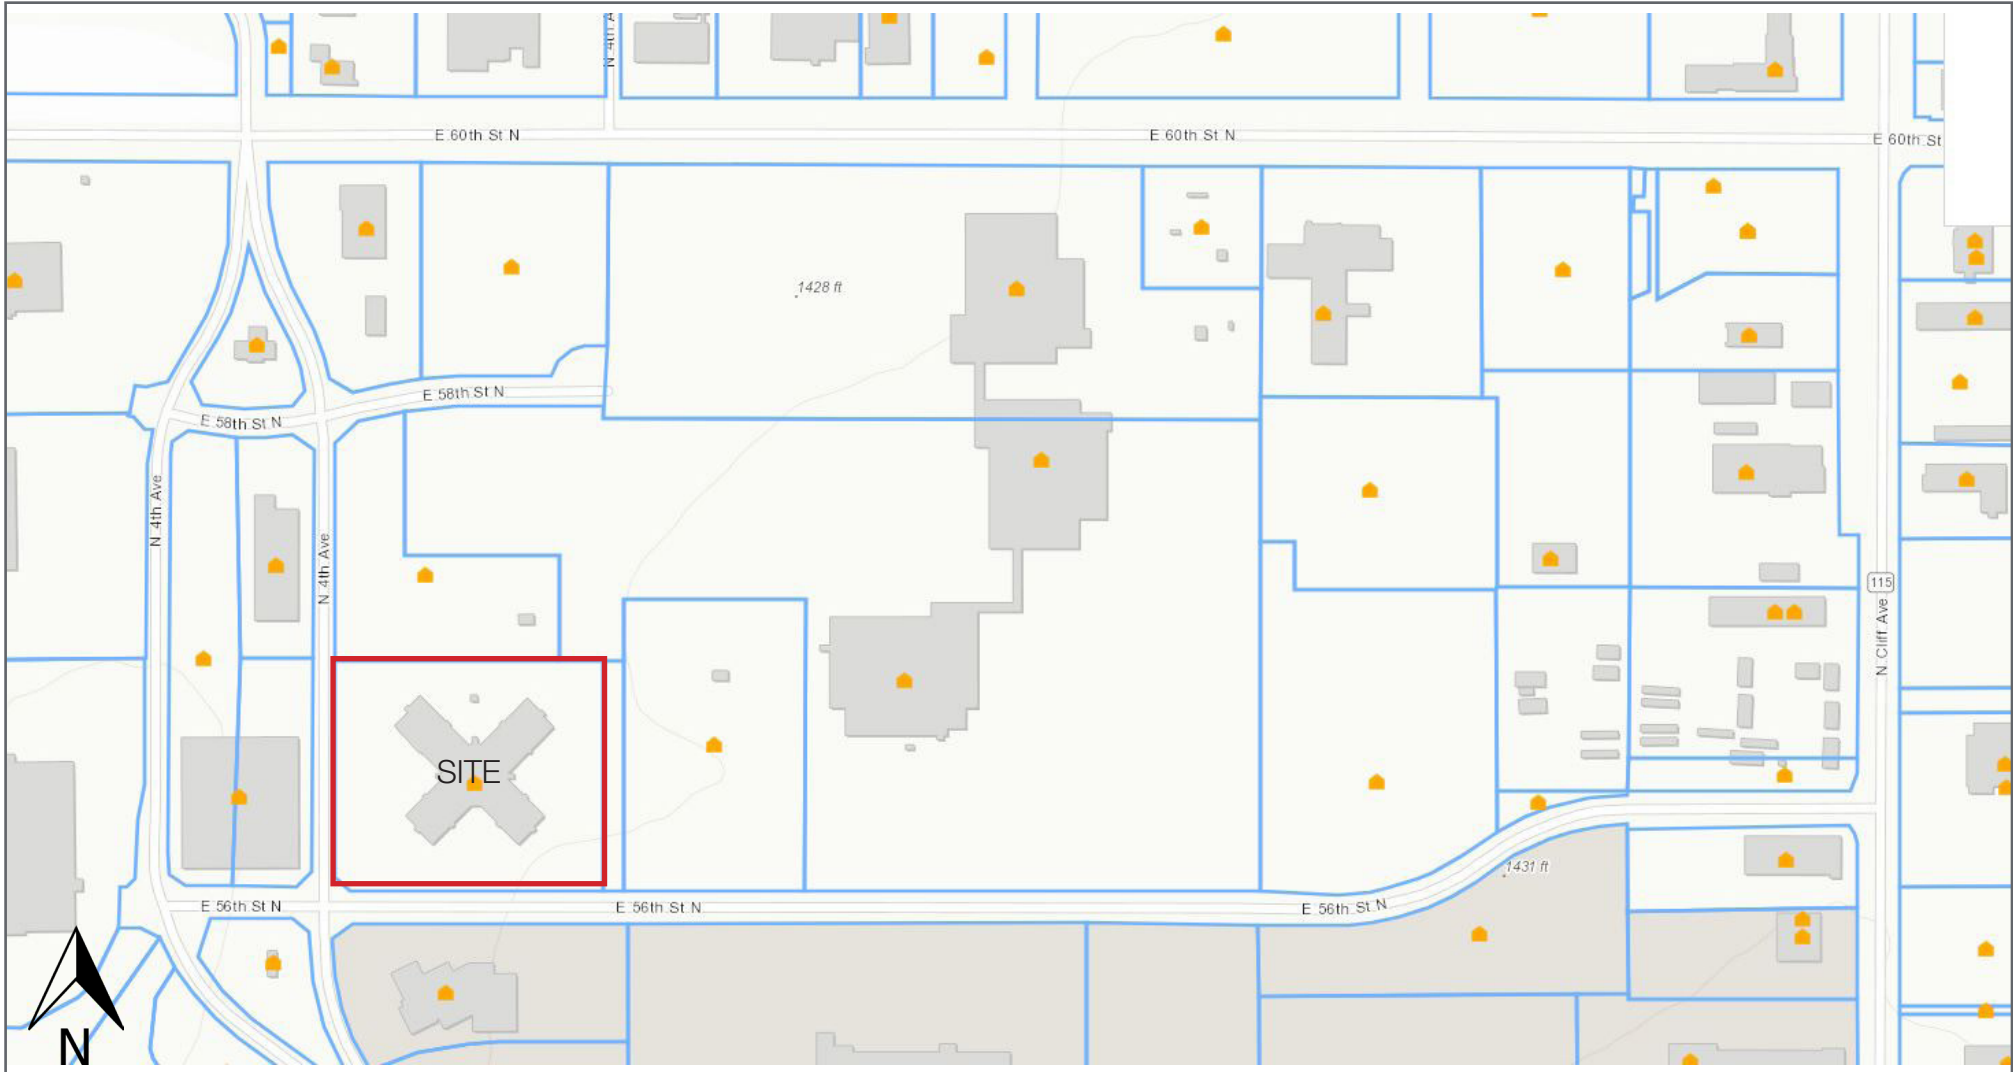 N 4th A
E 60th St N
E 60th St N
E 60th St
1428 ft
E 58th St N
E 58th St N
N 4th Ave
N 4th Ave
115
N Cliff Ave
SITE
1431 ft
E 56th St N
E 56th St N
E 56th St N
N